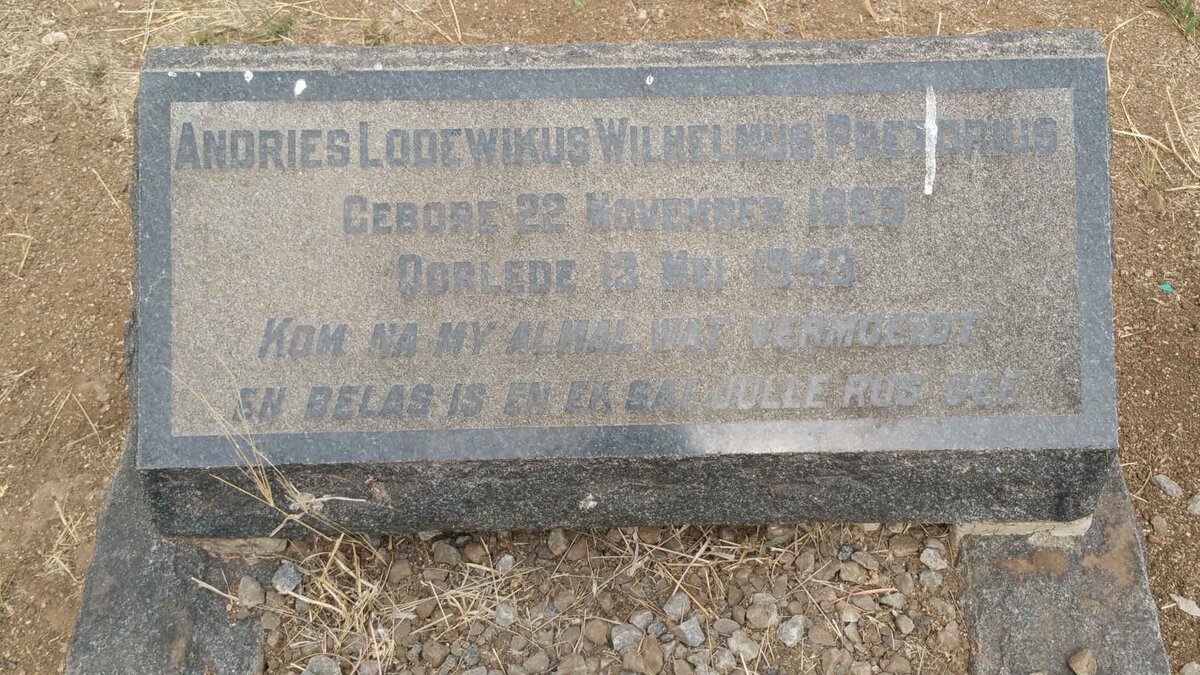 ANDRIES LODEWIKUS WILHELMUS PRETORIUS
GEBORE 22 NOVEMBER 1869
OORLEDE 13 MEI 1943
KOM NA MY ALMAL WAT VERMOEIDT
EN BELAS IS EN EK SAL JULLE RUS GEE